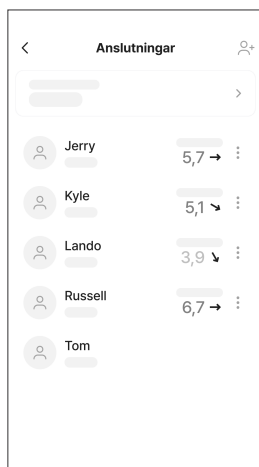 Anslutningar
Jerry
5,7 →
Kyle
5,1 ↘
Lando
3,9 ↘
Russell
6,7 →
Tom